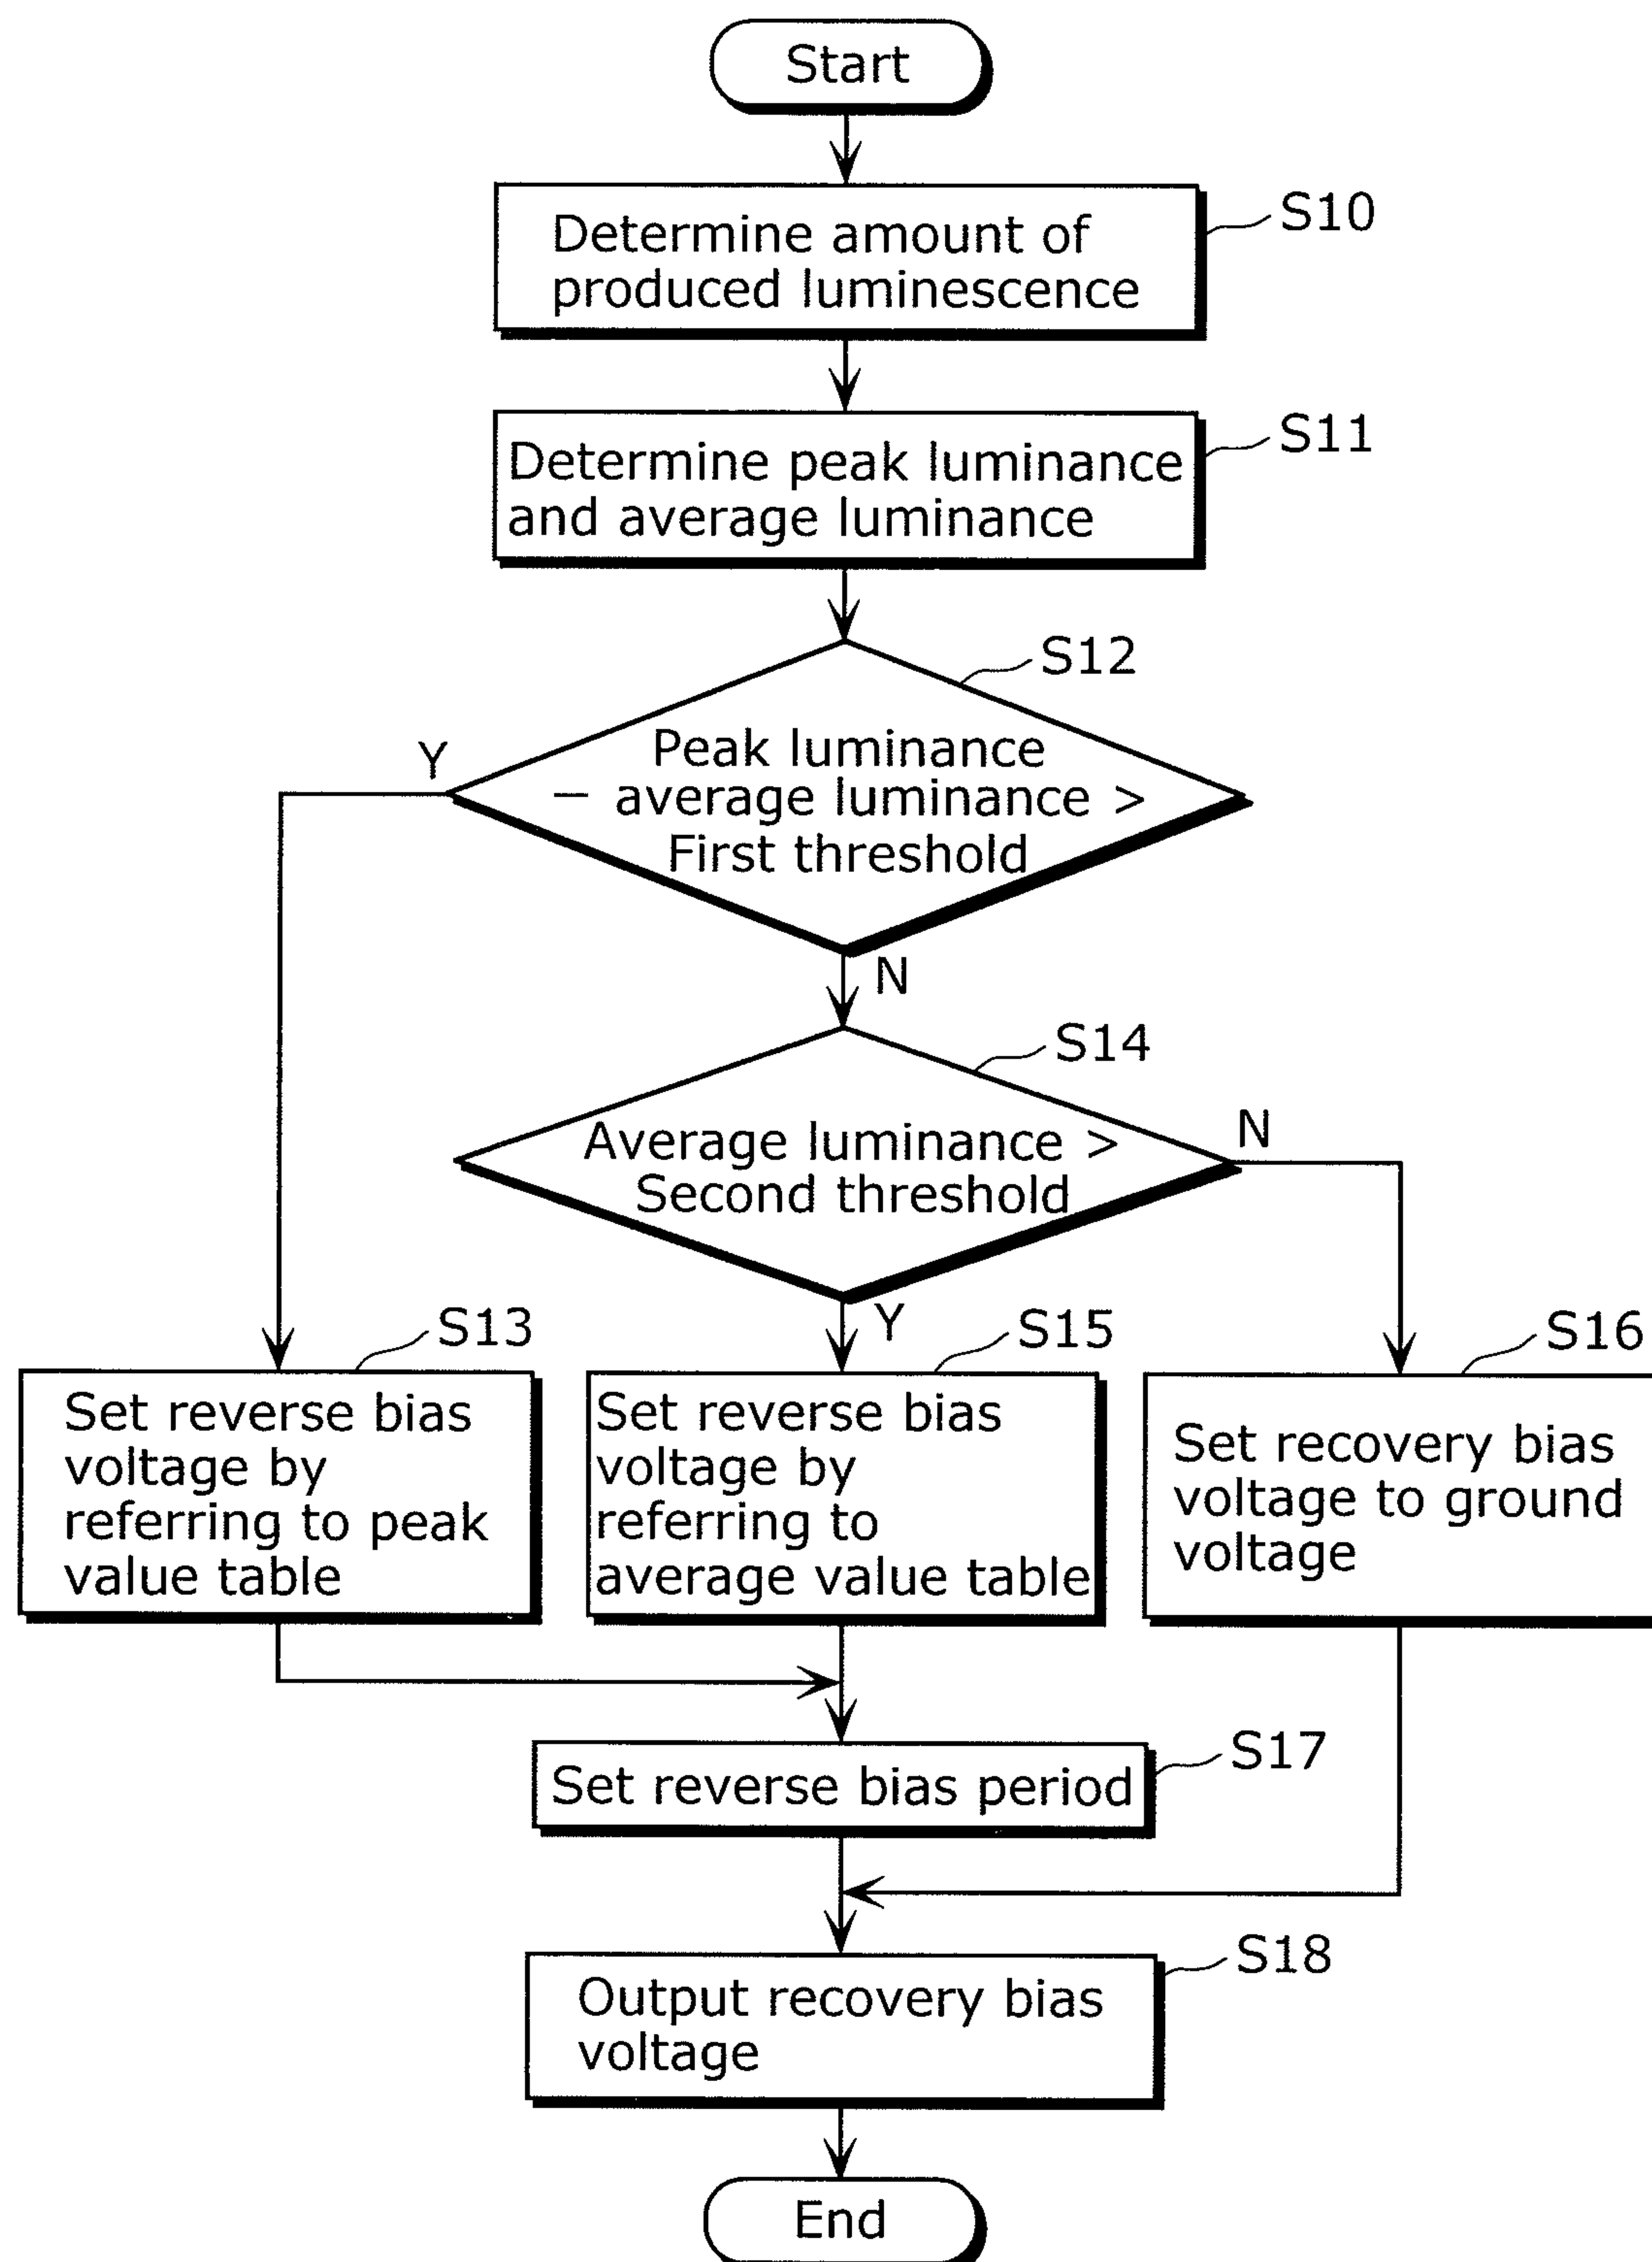 Start
S10
Determine amount of
produced luminescence
S11
Determine peak luminance
and average luminance
S12
Peak luminance
− average luminance >
First threshold
Y
N
S14
Average luminance >
Second threshold
N
Y
S13
Set reverse bias
voltage by
referring to peak
value table
S15
Set reverse bias
voltage by
referring to
average value table
S16
Set recovery bias
voltage to ground
voltage
S17
Set reverse bias period
S18
Output recovery bias
voltage
End